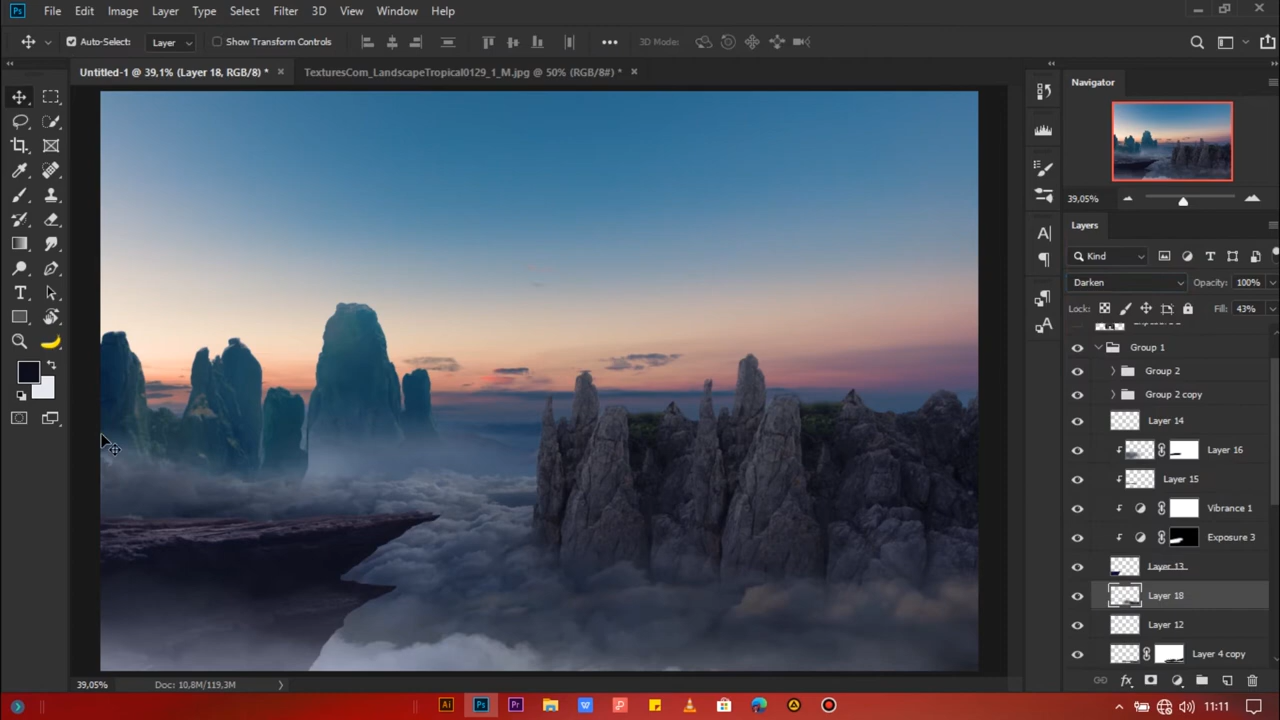 Ps File Edit Image Layer Type Select Filter 3D View Window Help
Auto-Select: Layer Show Transform Controls 3D Mode:
Untitled-1 @ 39,1% (Layer 18, RGB/8) * TexturesCom_LandscapeTropical0129_1_M.jpg @ 50% (RGB/8#) *
Navigator
39,05%
Layers
Kind
Darken Opacity: 100%
Lock: Fill: 43%
Group 1
Group 2
Group 2 copy
Layer 14
Layer 16
Layer 15
Vibrance 1
Exposure 3
Layer 13
Layer 18
Layer 12
Layer 4 copy
39,05% Doc: 10,8M/119,3M
Ai Ps Pr 11:11